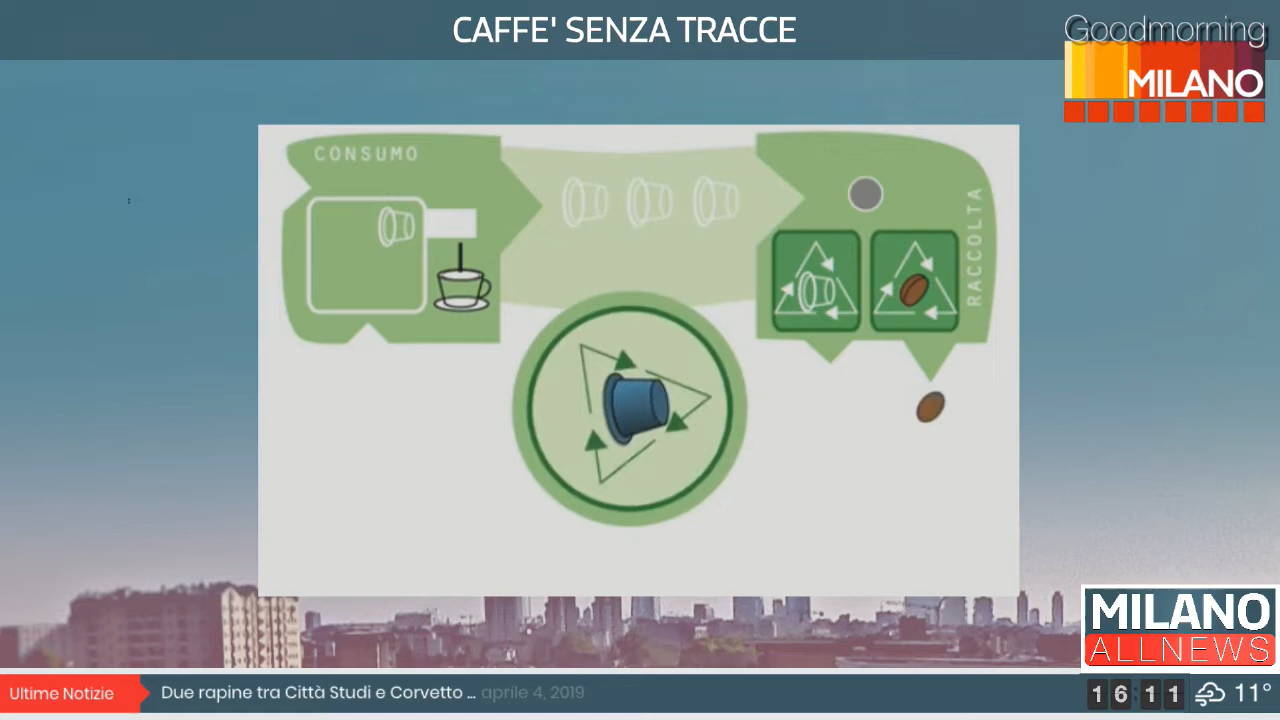 CAFFE' SENZA TRACCE
Goodmorning
MILANO
CONSUMO
RACCOLTA
MILANO
ALLNEWS
Ultime Notizie
Due rapine tra Città Studi e Corvetto ... aprile 4, 2019
16:11
11°